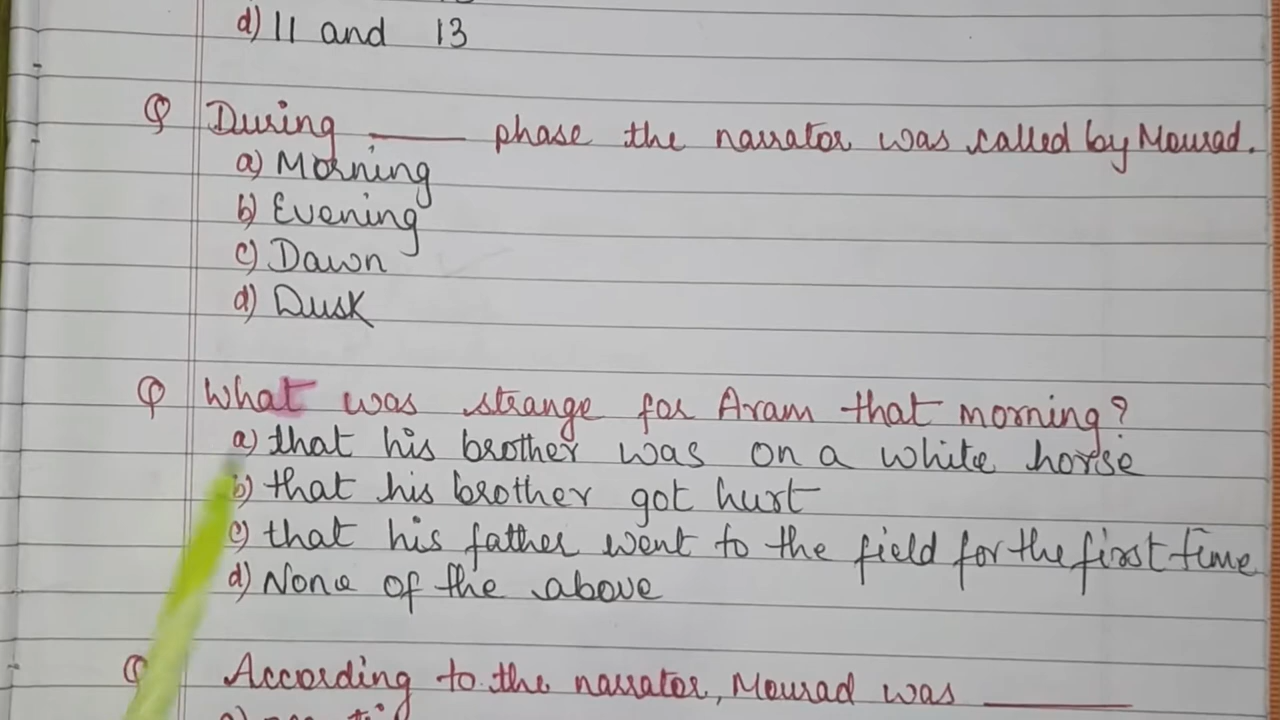 d) 11 and 13
Q During ____ phase the narrator was called by Mourad.
a) Morning
b) Evening
c) Dawn
d) Dusk
Q What was strange for Aram that morning?
a) that his brother was on a white horse
b) that his brother got hurt
c) that his father went to the field for the first time
d) None of the above
Q According to the narrator, Mourad was ____